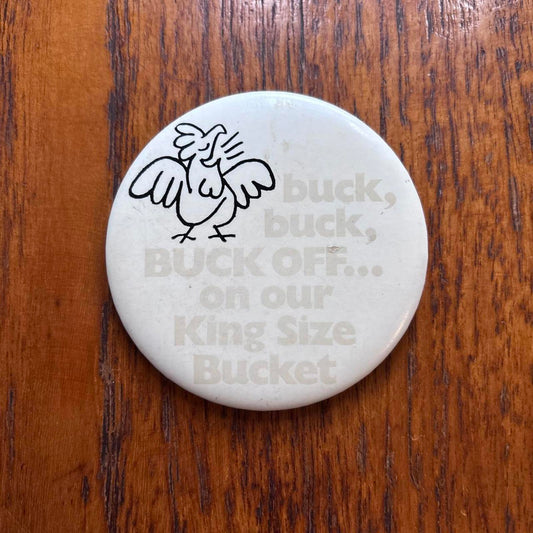 buck,
buck,
BUCK OFF...
on our
King Size
Bucket